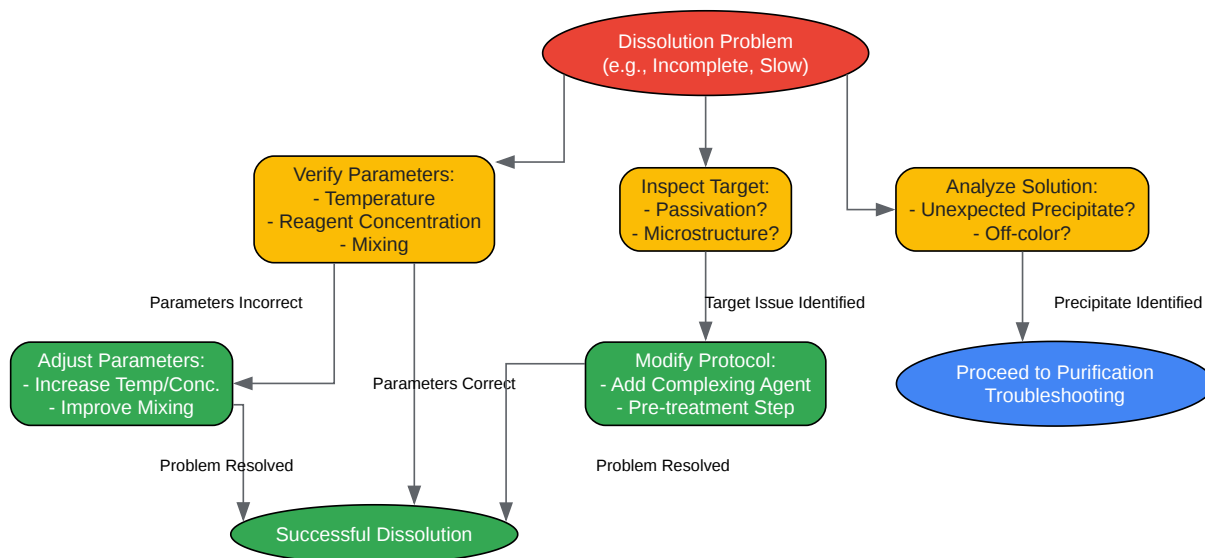 Dissolution Problem
(e.g., Incomplete, Slow)
Verify Parameters:
- Temperature
- Reagent Concentration
- Mixing
Inspect Target:
- Passivation?
- Microstructure?
Analyze Solution:
- Unexpected Precipitate?
- Off-color?
Parameters Incorrect
Target Issue Identified
Precipitate Identified
Adjust Parameters:
- Increase Temp/Conc.
- Improve Mixing
Parameters Correct
Modify Protocol:
- Add Complexing Agent
- Pre-treatment Step
Proceed to Purification
Troubleshooting
Problem Resolved
Problem Resolved
Successful Dissolution